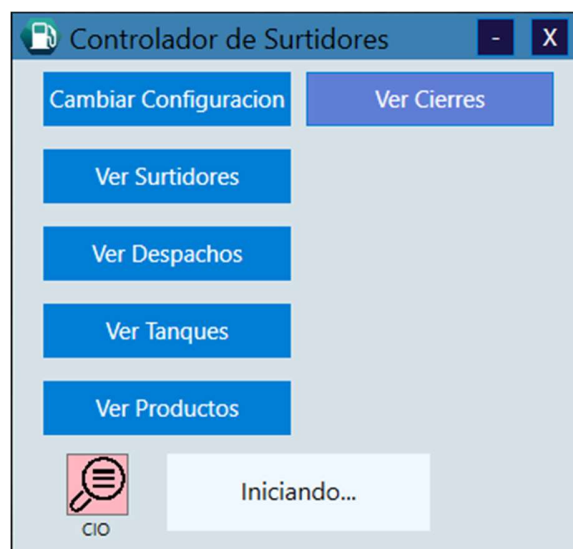 Controlador de Surtidores - X
Cambiar Configuracion Ver Cierres
Ver Surtidores
Ver Despachos
Ver Tanques
Ver Productos
Iniciando...
CIO